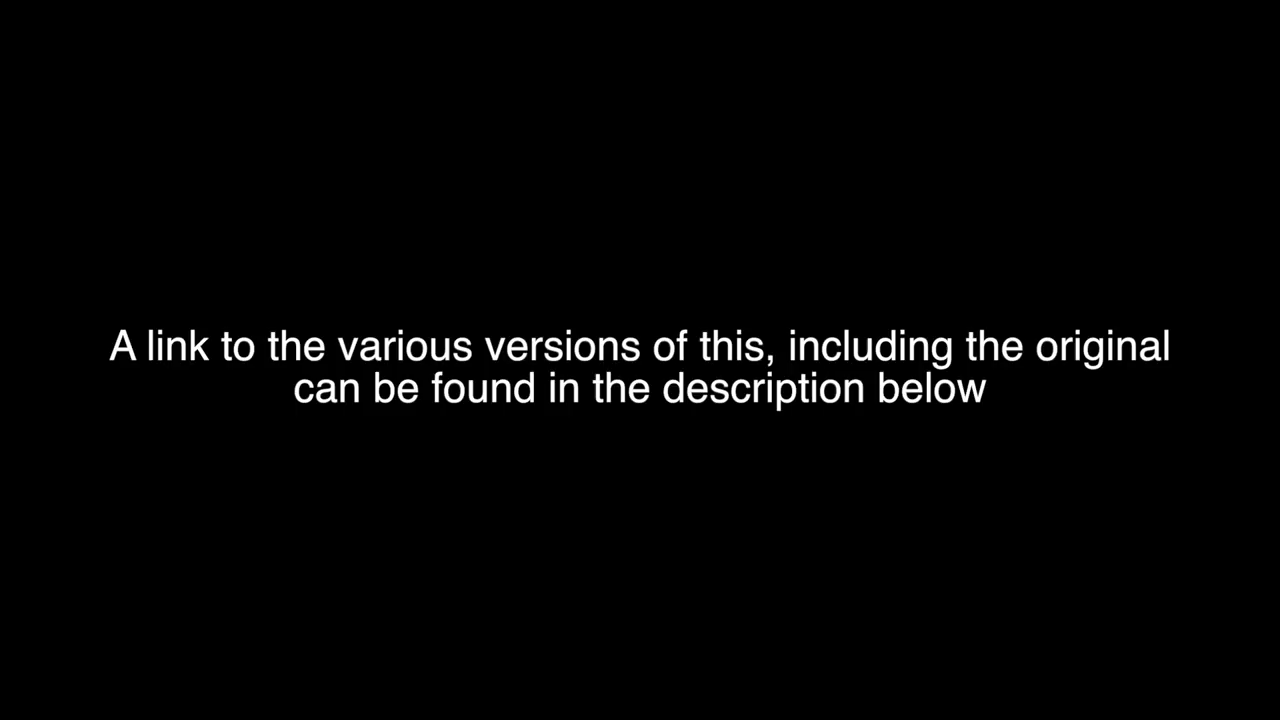 A link to the various versions of this, including the original
can be found in the description below